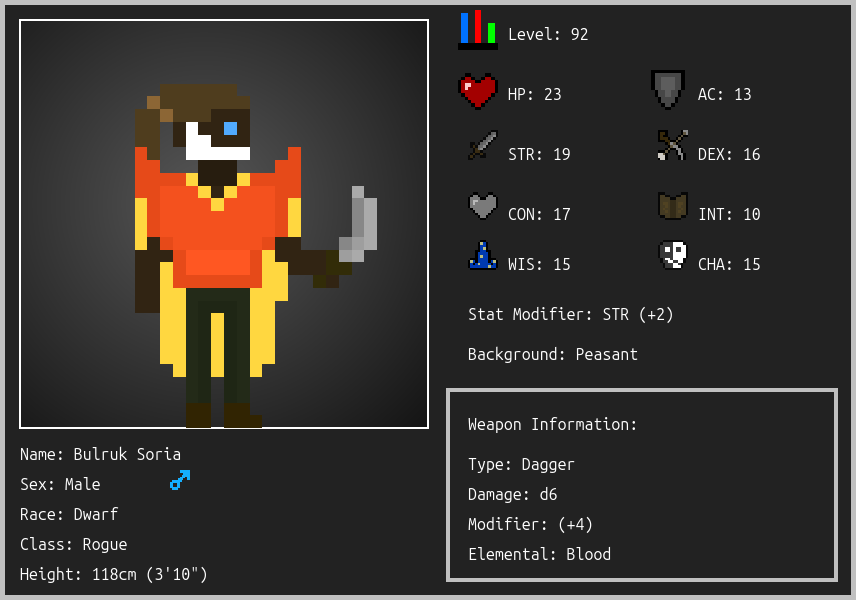 Level: 92
HP: 23
AC: 13
STR: 19
DEX: 16
CON: 17
INT: 10
WIS: 15
CHA: 15
Stat Modifier: STR (+2)
Background: Peasant
Weapon Information:
Type: Dagger
Damage: d6
Modifier: (+4)
Elemental: Blood
Name: Bulruk Soria
Sex: Male
Race: Dwarf
Class: Rogue
Height: 118cm (3'10")